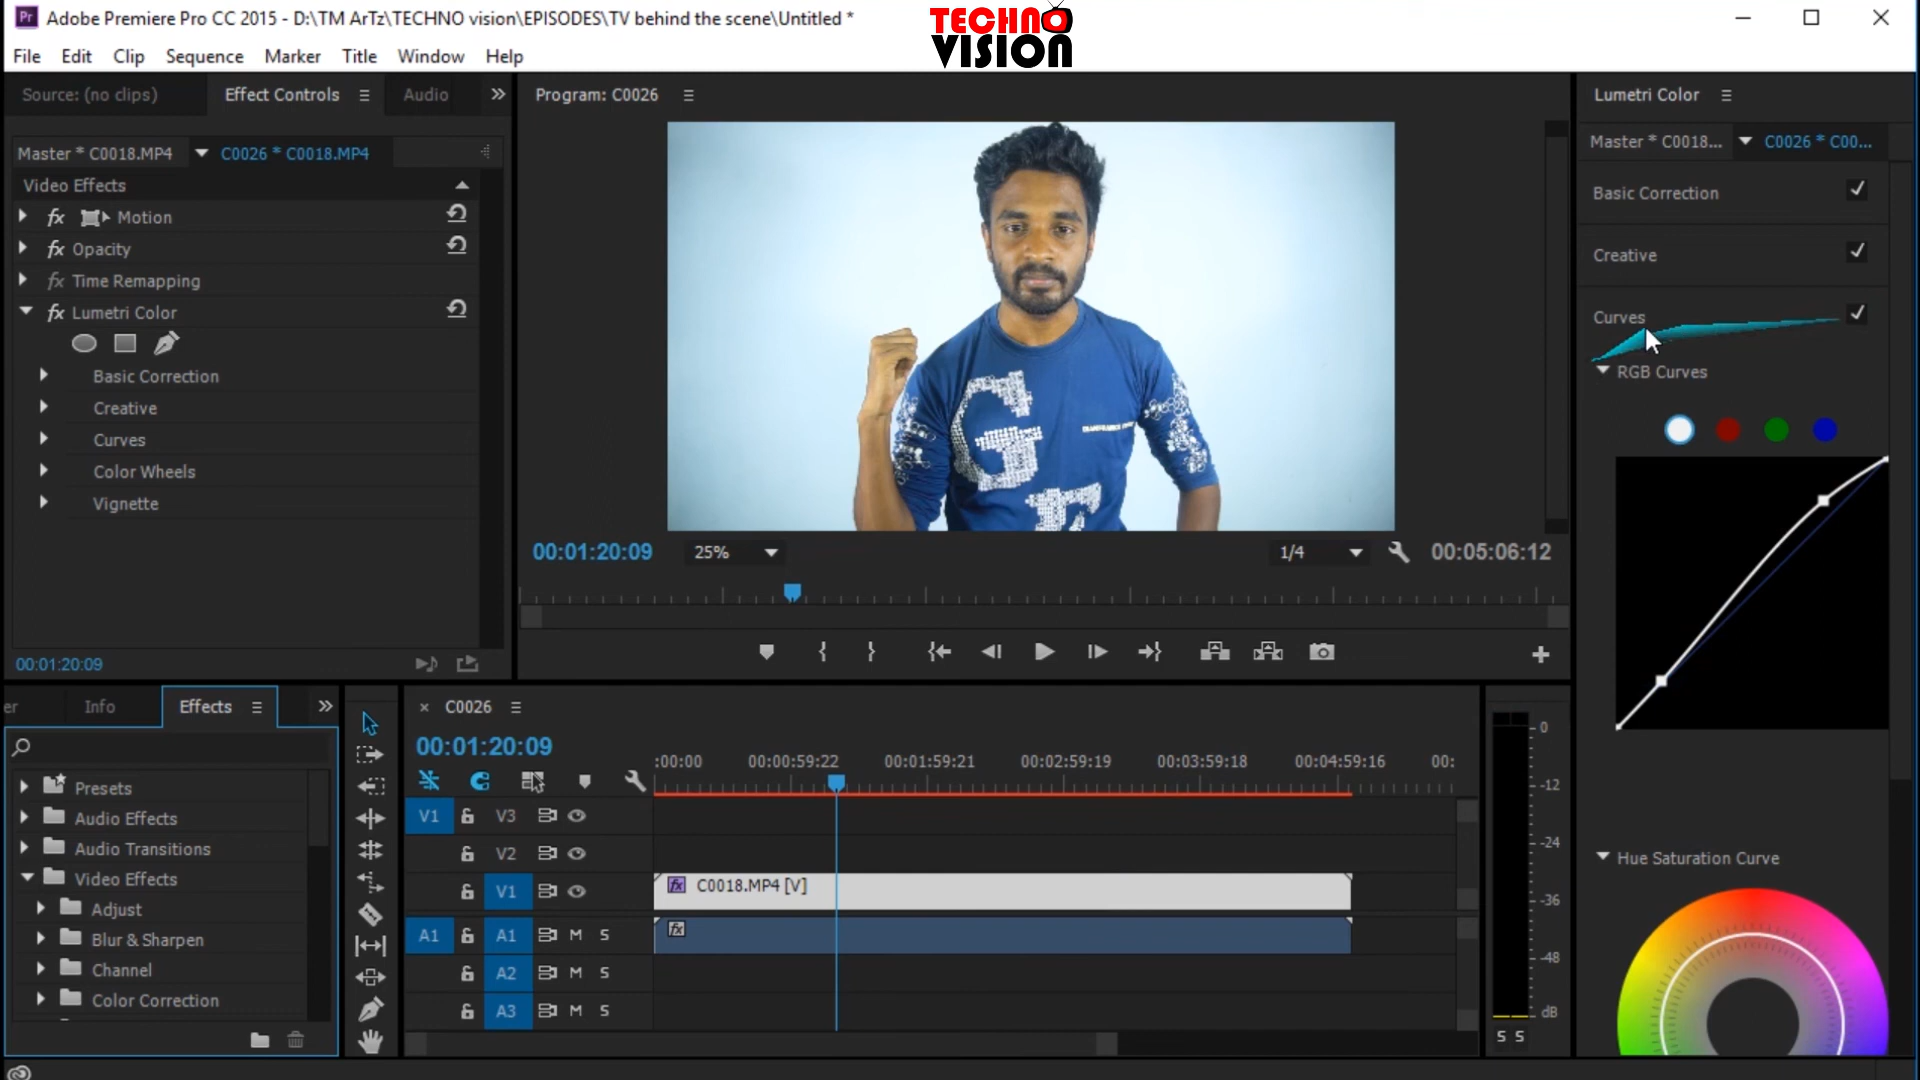 Adobe Premiere Pro CC 2015 - D:\TM ArTz\TECHNO vision\EPISODES\TV behind the scene\Untitled *
TECHNO
VISION
File Edit Clip Sequence Marker Title Window Help
Source: (no clips) Effect Controls Audio
Program: C0026
Lumetri Color
Master * C0018.MP4 C0026 * C0018.MP4
Master * C0018... C0026 * C00...
Video Effects
fx Motion
fx Opacity
fx Time Remapping
fx Lumetri Color
Basic Correction
Creative
Curves
Color Wheels
Vignette
00:01:20:09
G
00:01:20:09 25% 1/4 00:05:06:12
Basic Correction
Creative
Curves
RGB Curves
Hue Saturation Curve
er Info Effects
Presets
Audio Effects
Audio Transitions
Video Effects
Adjust
Blur & Sharpen
Channel
Color Correction
× C0026
00:01:20:09
:00:00 00:00:59:22 00:01:59:21 00:02:59:19 00:03:59:18 00:04:59:16 00:
V1 V3
V2
V1 fx C0018.MP4 [V]
A1 A1 M S fx
A2 M S
A3 M S
0
-12
-24
-36
-48
dB
S S